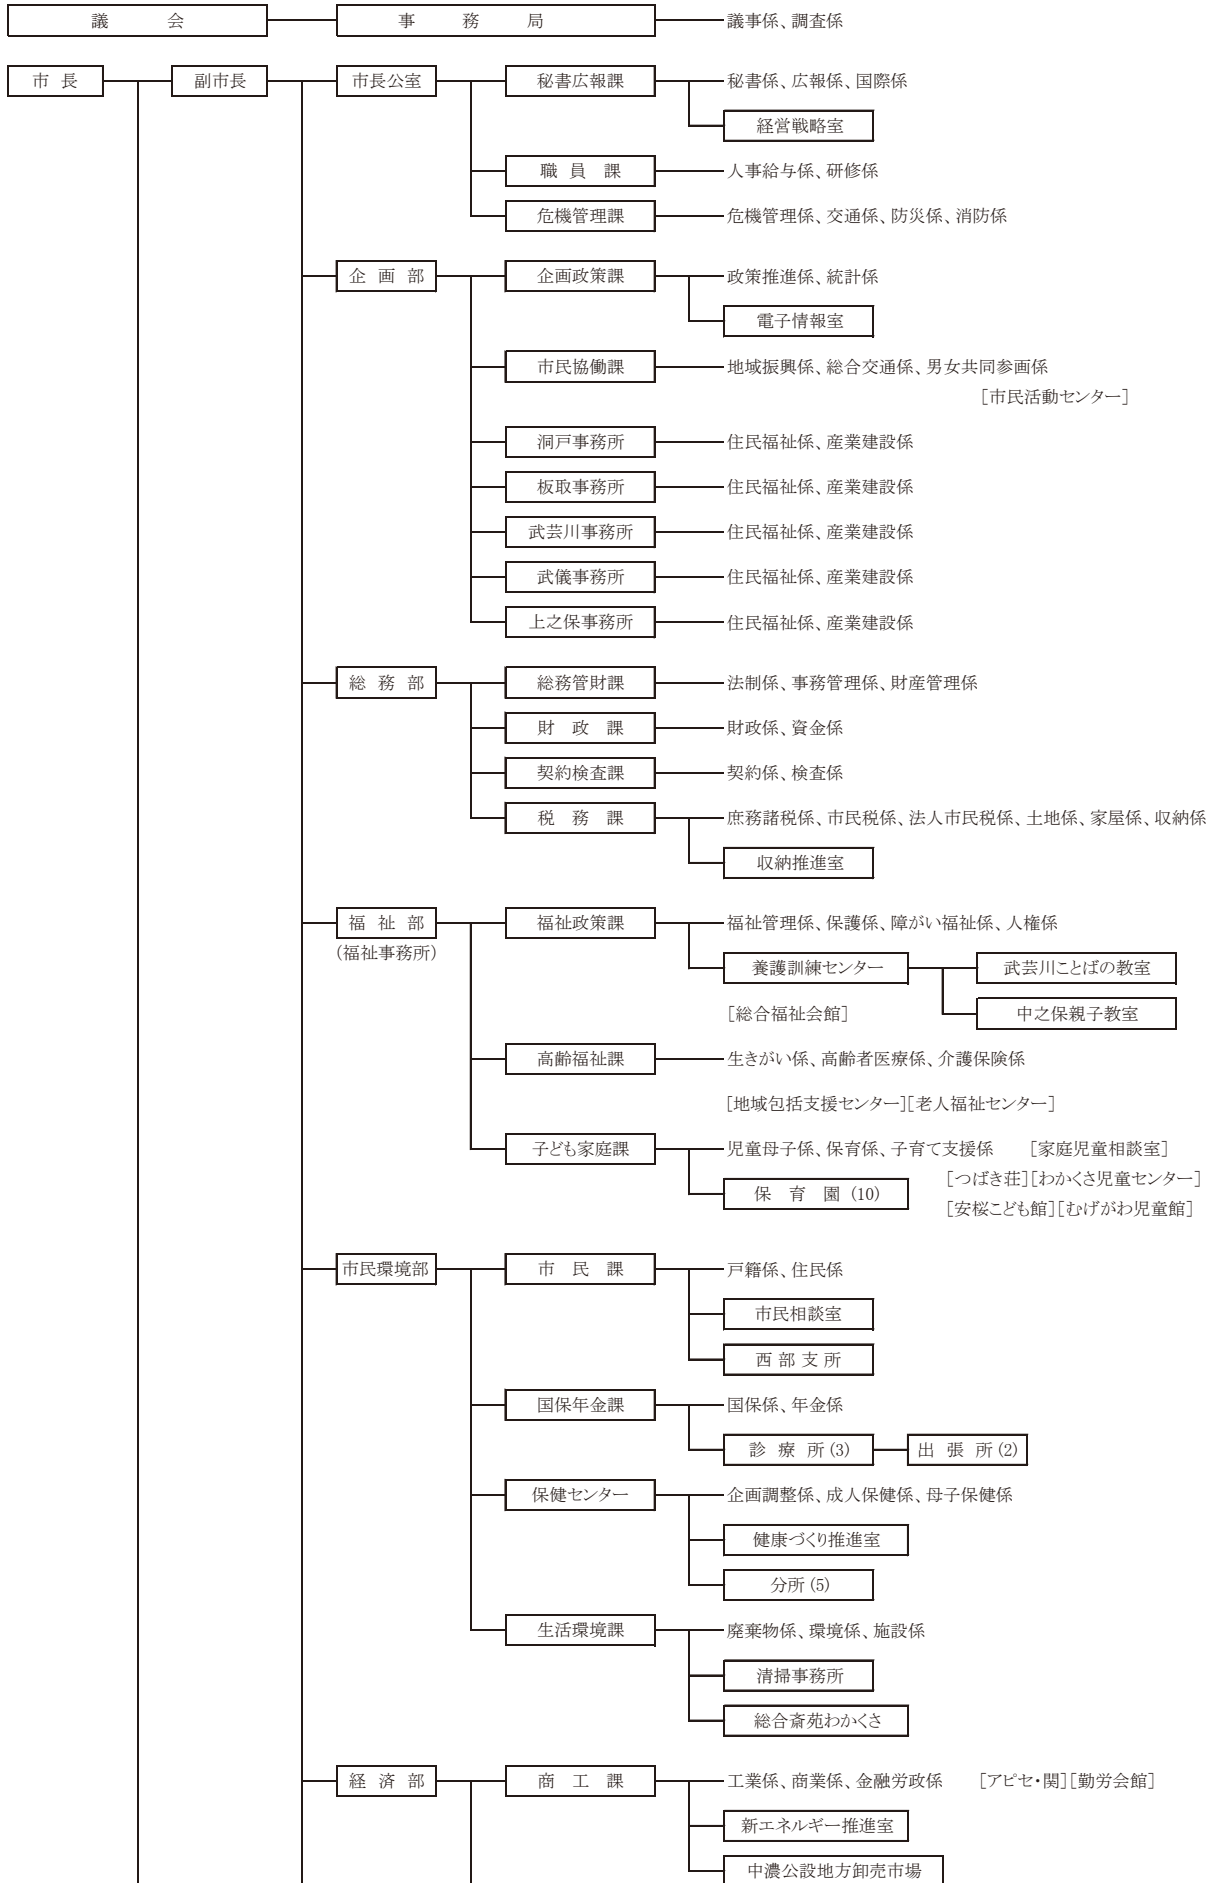 議会 事務局 議事係、調査係
市長 副市長 市長公室 秘書広報課 秘書係、広報係、国際係
経営戦略室
職員課 人事給与係、研修係
危機管理課 危機管理係、交通係、防災係、消防係
企画部 企画政策課 政策推進係、統計係
電子情報室
市民協働課 地域振興係、総合交通係、男女共同参画係
［市民活動センター］
洞戸事務所 住民福祉係、産業建設係
板取事務所 住民福祉係、産業建設係
武芸川事務所 住民福祉係、産業建設係
武儀事務所 住民福祉係、産業建設係
上之保事務所 住民福祉係、産業建設係
総務部 総務管財課 法制係、事務管理係、財産管理係
財政課 財政係、資金係
契約検査課 契約係、検査係
税務課 庶務諸税係、市民税係、法人市民税係、土地係、家屋係、収納係
収納推進室
福祉部 福祉政策課 福祉管理係、保護係、障がい福祉係、人権係
（福祉事務所） 養護訓練センター 武芸川ことばの教室
［総合福祉会館］ 中之保親子教室
高齢福祉課 生きがい係、高齢者医療係、介護保険係
［地域包括支援センター］［老人福祉センター］
子ども家庭課 児童母子係、保育係、子育て支援係 ［家庭児童相談室］
［つばき荘］［わかくさ児童センター］
保育園（10）
［安桜こども館］［むげがわ児童館］
市民環境部 市民課 戸籍係、住民係
市民相談室
西部支所
国保年金課 国保係、年金係
診療所（3） 出張所（2）
保健センター 企画調整係、成人保健係、母子保健係
健康づくり推進室
分所（5）
生活環境課 廃棄物係、環境係、施設係
清掃事務所
総合斎苑わかくさ
経済部 商工課 工業係、商業係、金融労政係 ［アピセ・関］［勤労会館］
新エネルギー推進室
中濃公設地方卸売市場